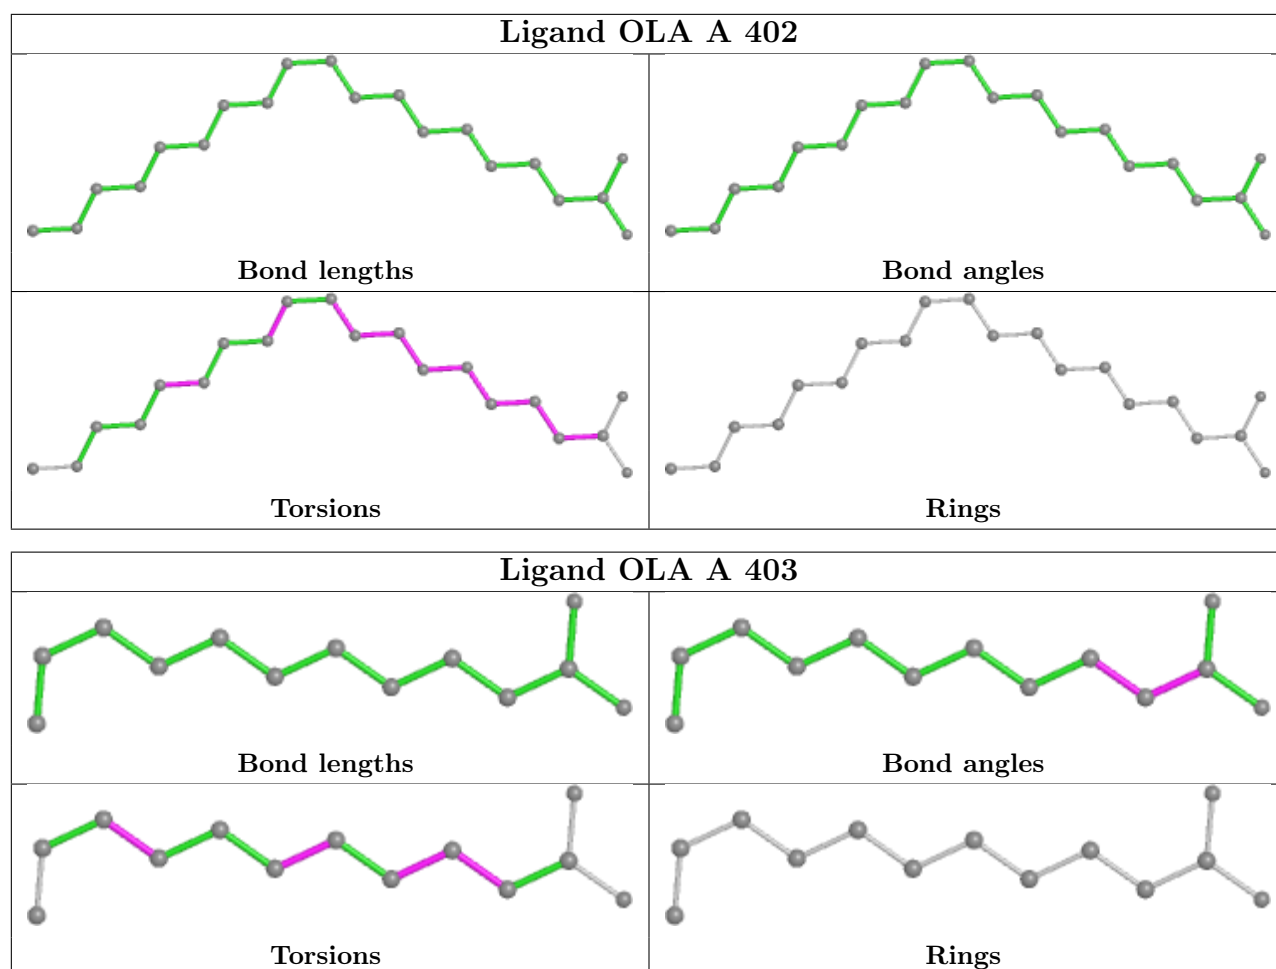 Ligand OLA A 402
Bond lengths
Bond angles
Torsions
Rings
Ligand OLA A 403
Bond lengths
Bond angles
Torsions
Rings